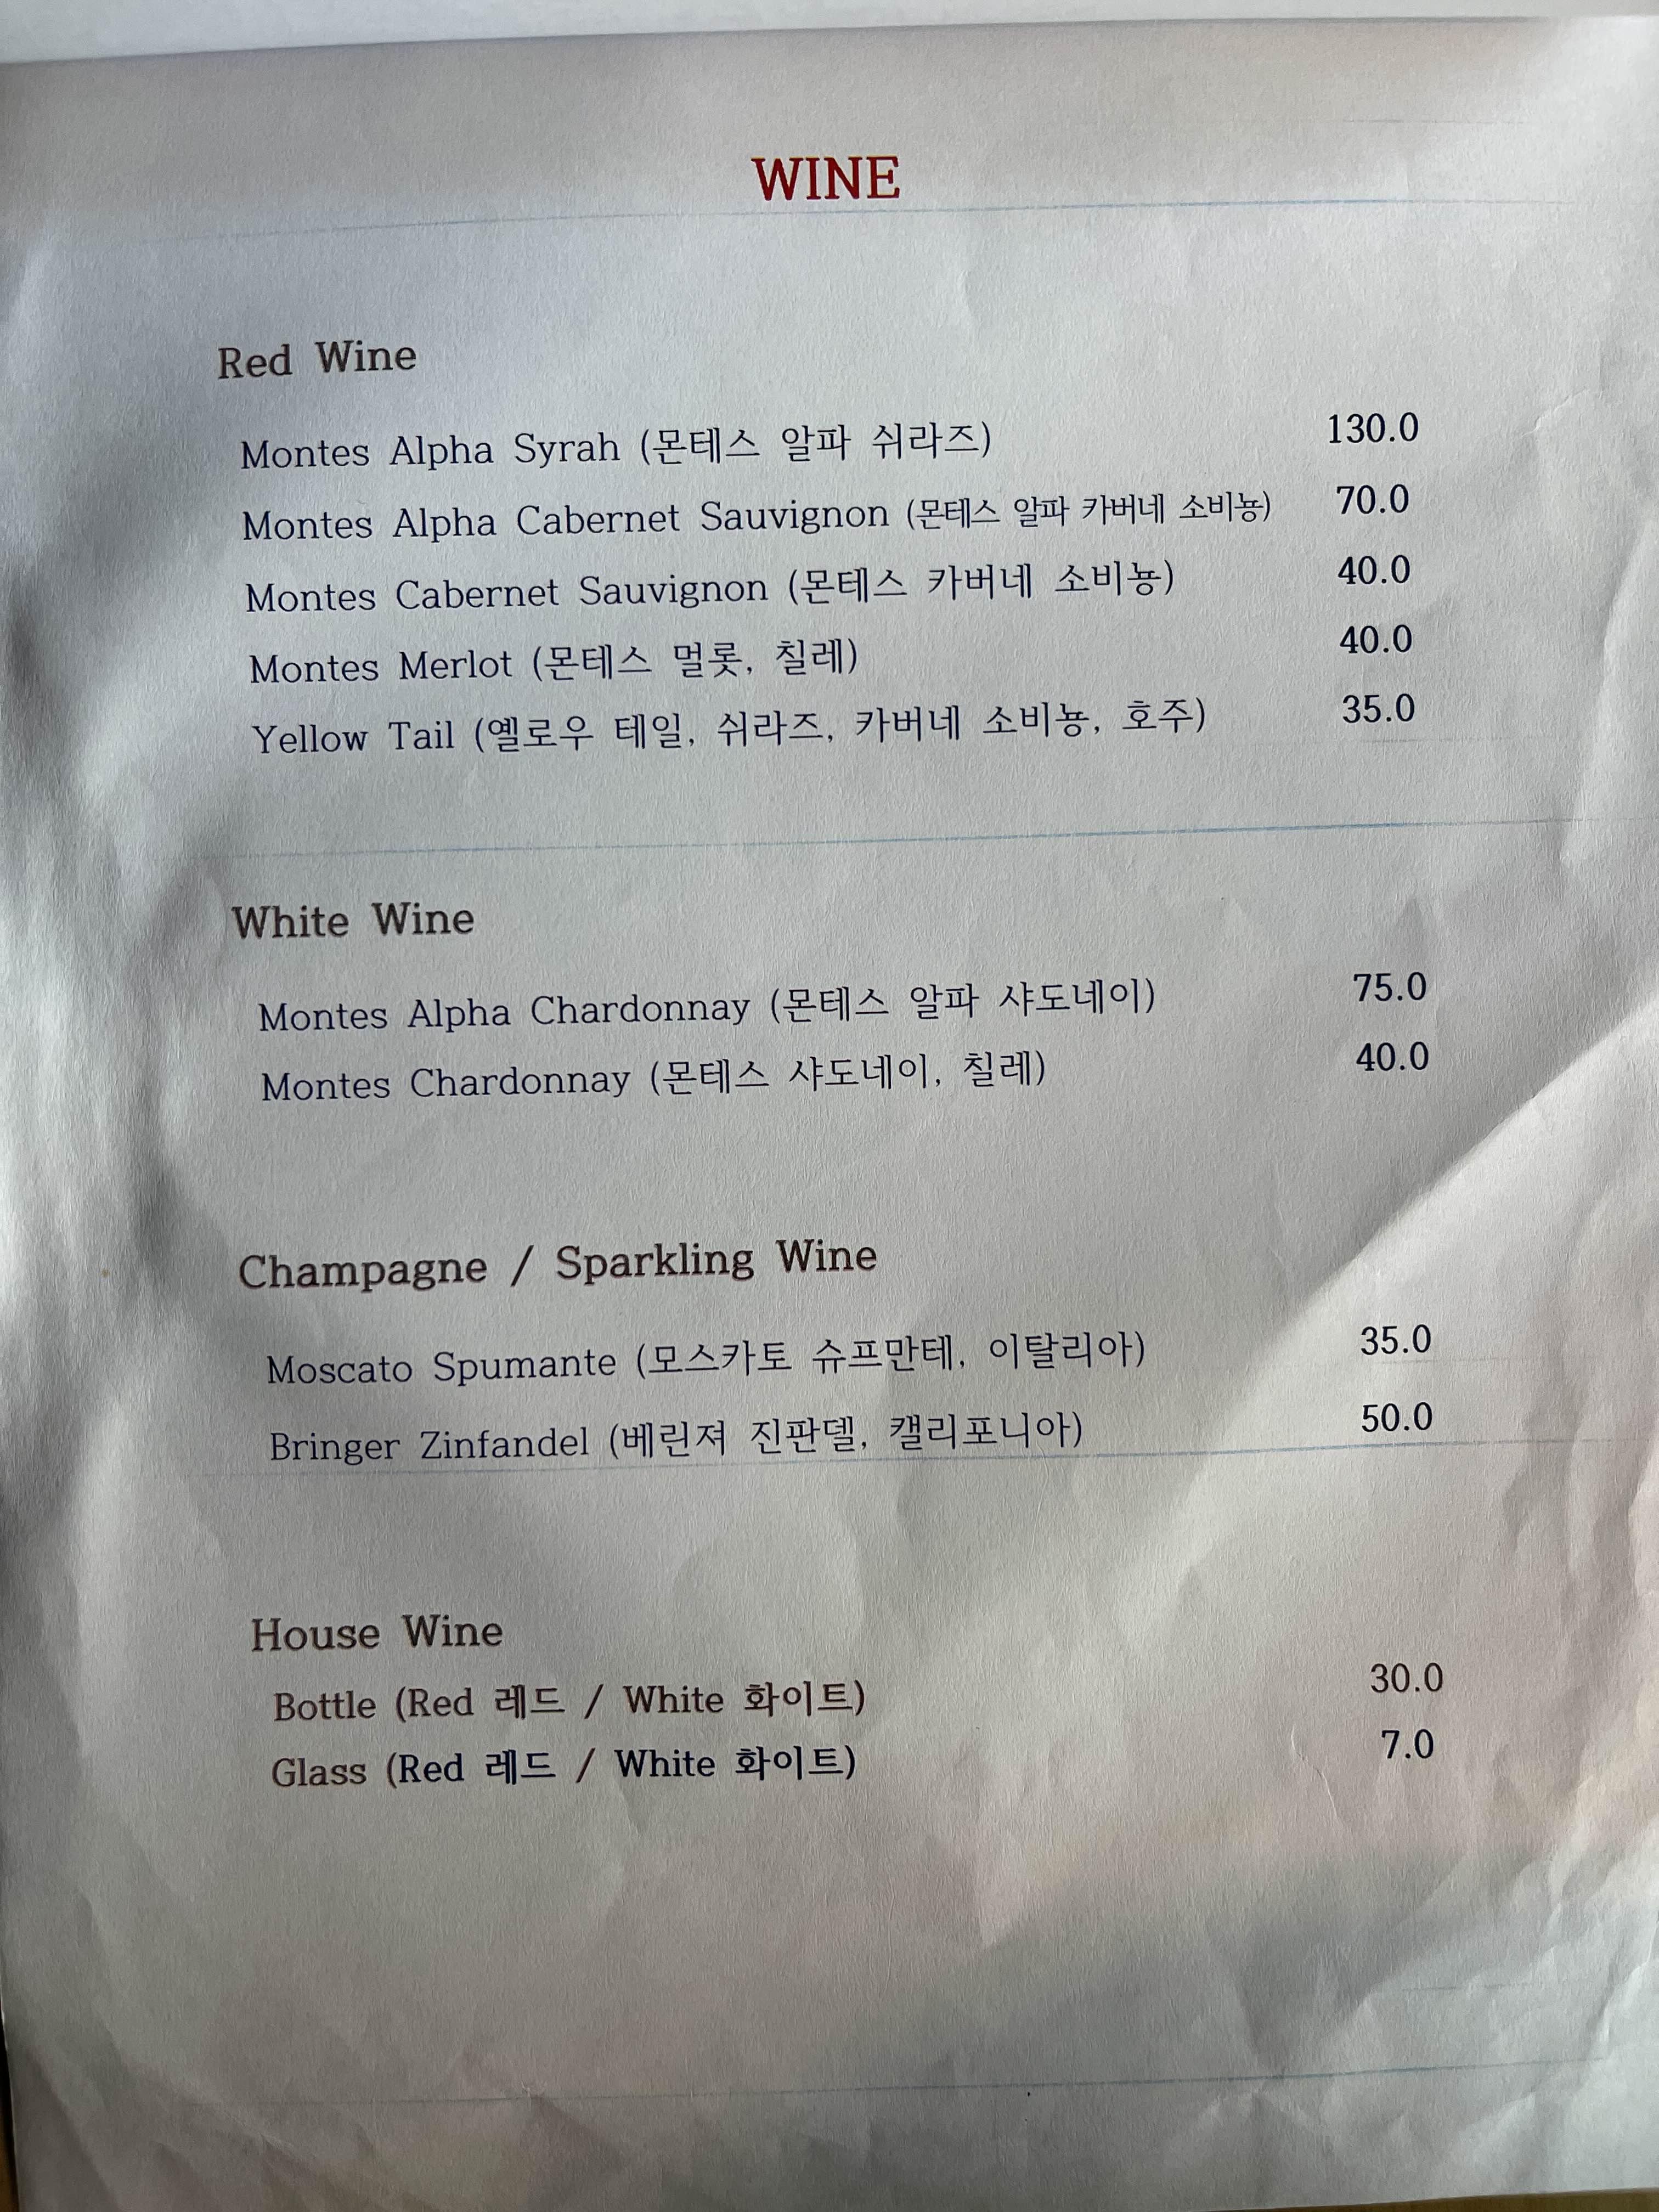 WINE
Red Wine
Montes Alpha Syrah (몬테스 알파 쉬라즈) 130.0
Montes Alpha Cabernet Sauvignon (몬테스 알파 카버네 소비뇽) 70.0
Montes Cabernet Sauvignon (몬테스 카버네 소비뇽) 40.0
Montes Merlot (몬테스 멀롯, 칠레) 40.0
Yellow Tail (옐로우 테일, 쉬라즈, 카버네 소비뇽, 호주) 35.0
White Wine
Montes Alpha Chardonnay (몬테스 알파 샤도네이) 75.0
Montes Chardonnay (몬테스 샤도네이, 칠레) 40.0
Champagne / Sparkling Wine
Moscato Spumante (모스카토 슈프만테, 이탈리아) 35.0
Bringer Zinfandel (베린져 진판델, 캘리포니아) 50.0
House Wine
Bottle (Red 레드 / White 화이트) 30.0
Glass (Red 레드 / White 화이트) 7.0